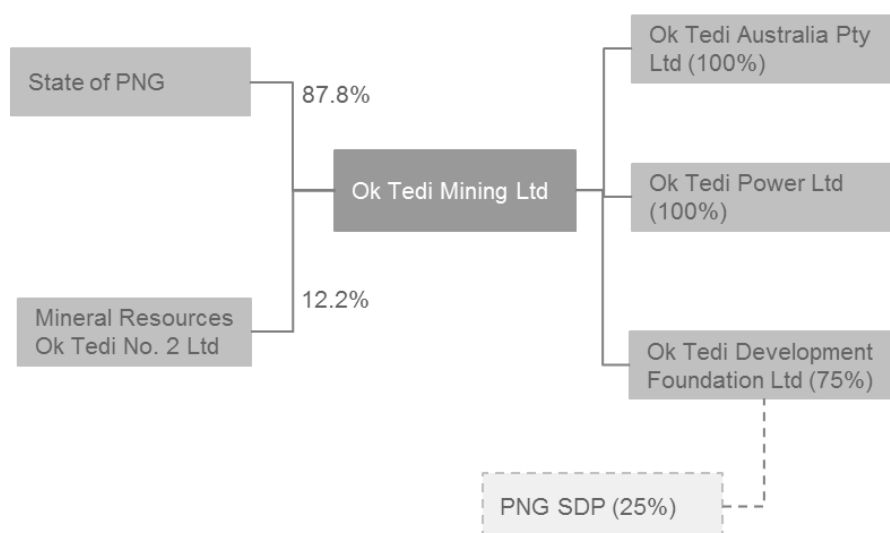 State of PNG
87.8%
Ok Tedi Mining Ltd
12.2%
Mineral Resources
Ok Tedi No. 2 Ltd
Ok Tedi Australia Pty
Ltd (100%)
Ok Tedi Power Ltd
(100%)
Ok Tedi Development
Foundation Ltd (75%)
PNG SDP (25%)